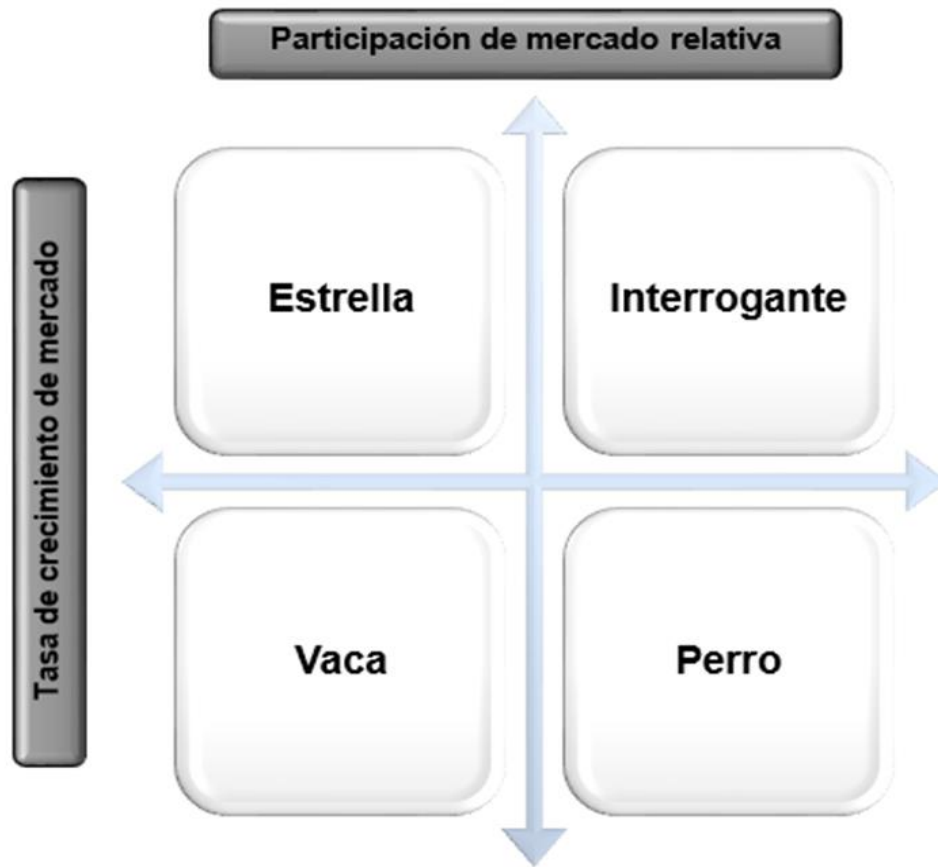 Participación de mercado relativa
Tasa de crecimiento de mercado
Estrella
Interrogante
Vaca
Perro